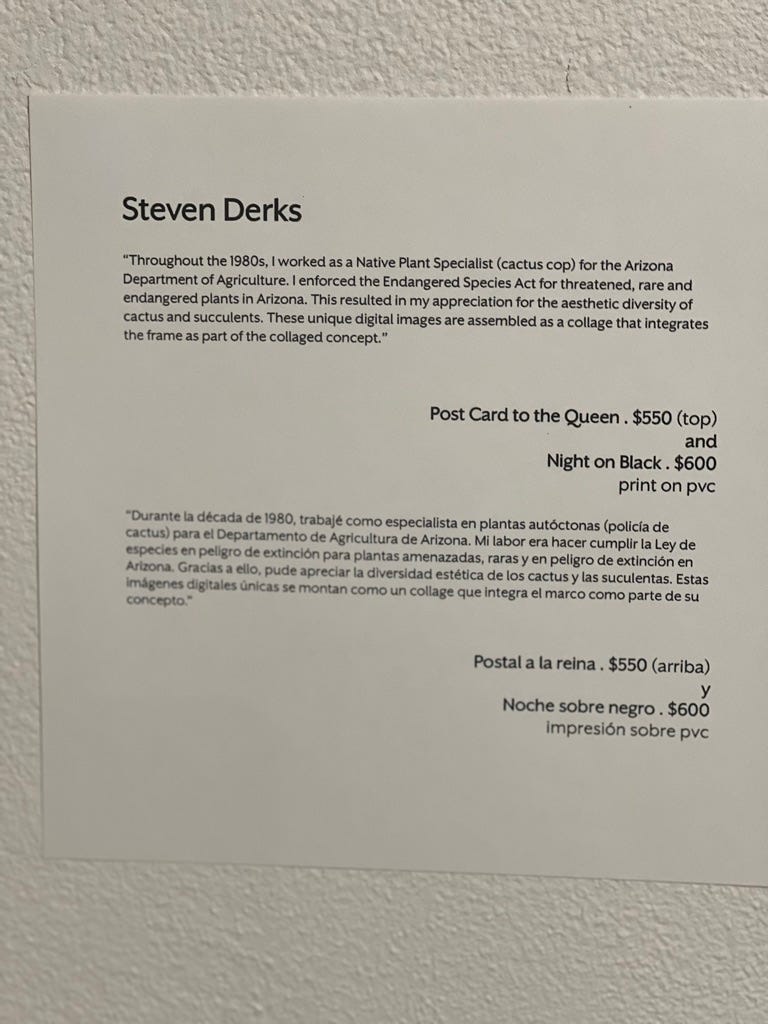 Steven Derks
“Throughout the 1980s, I worked as a Native Plant Specialist (cactus cop) for the Arizona
Department of Agriculture. I enforced the Endangered Species Act for threatened, rare and
endangered plants in Arizona. This resulted in my appreciation for the aesthetic diversity of
cactus and succulents. These unique digital images are assembled as a collage that integrates
the frame as part of the collaged concept.”
Post Card to the Queen . $550 (top)
and
Night on Black . $600
print on pvc
“Durante la década de 1980, trabajé como especialista en plantas autóctonas (policía de
cactus) para el Departamento de Agricultura de Arizona. Mi labor era hacer cumplir la Ley de
especies en peligro de extinción para plantas amenazadas, raras y en peligro de extinción en
Arizona. Gracias a ello, pude apreciar la diversidad estética de los cactus y las suculentas. Estas
imágenes digitales únicas se montan como un collage que integra el marco como parte de su
concepto.”
Postal a la reina . $550 (arriba)
y
Noche sobre negro . $600
impresión sobre pvc